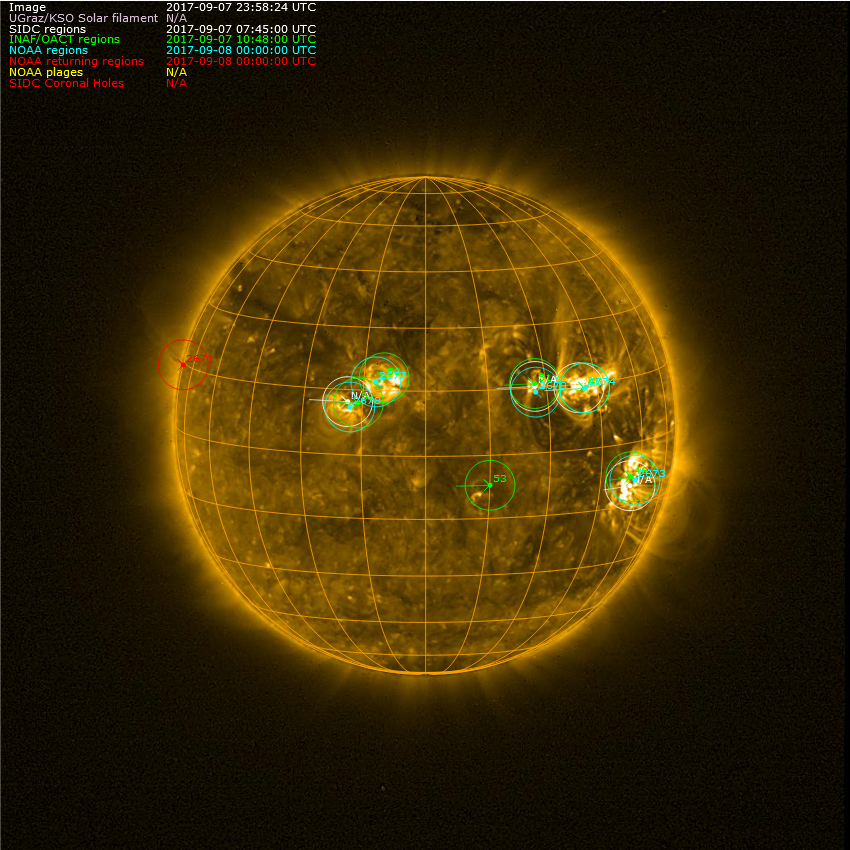 Image 2017-09-07 23:58:24 UTC
UGraz/KSO Solar filament N/A
SIDC regions 2017-09-07 07:45:00 UTC
INAF/OACT regions 2017-09-07 10:48:00 UTC
NOAA regions 2017-09-08 00:00:00 UTC
NOAA returning regions 2017-09-08 00:00:00 UTC
NOAA plages N/A
SIDC Coronal Holes N/A
N/A
N/A
53
N/A